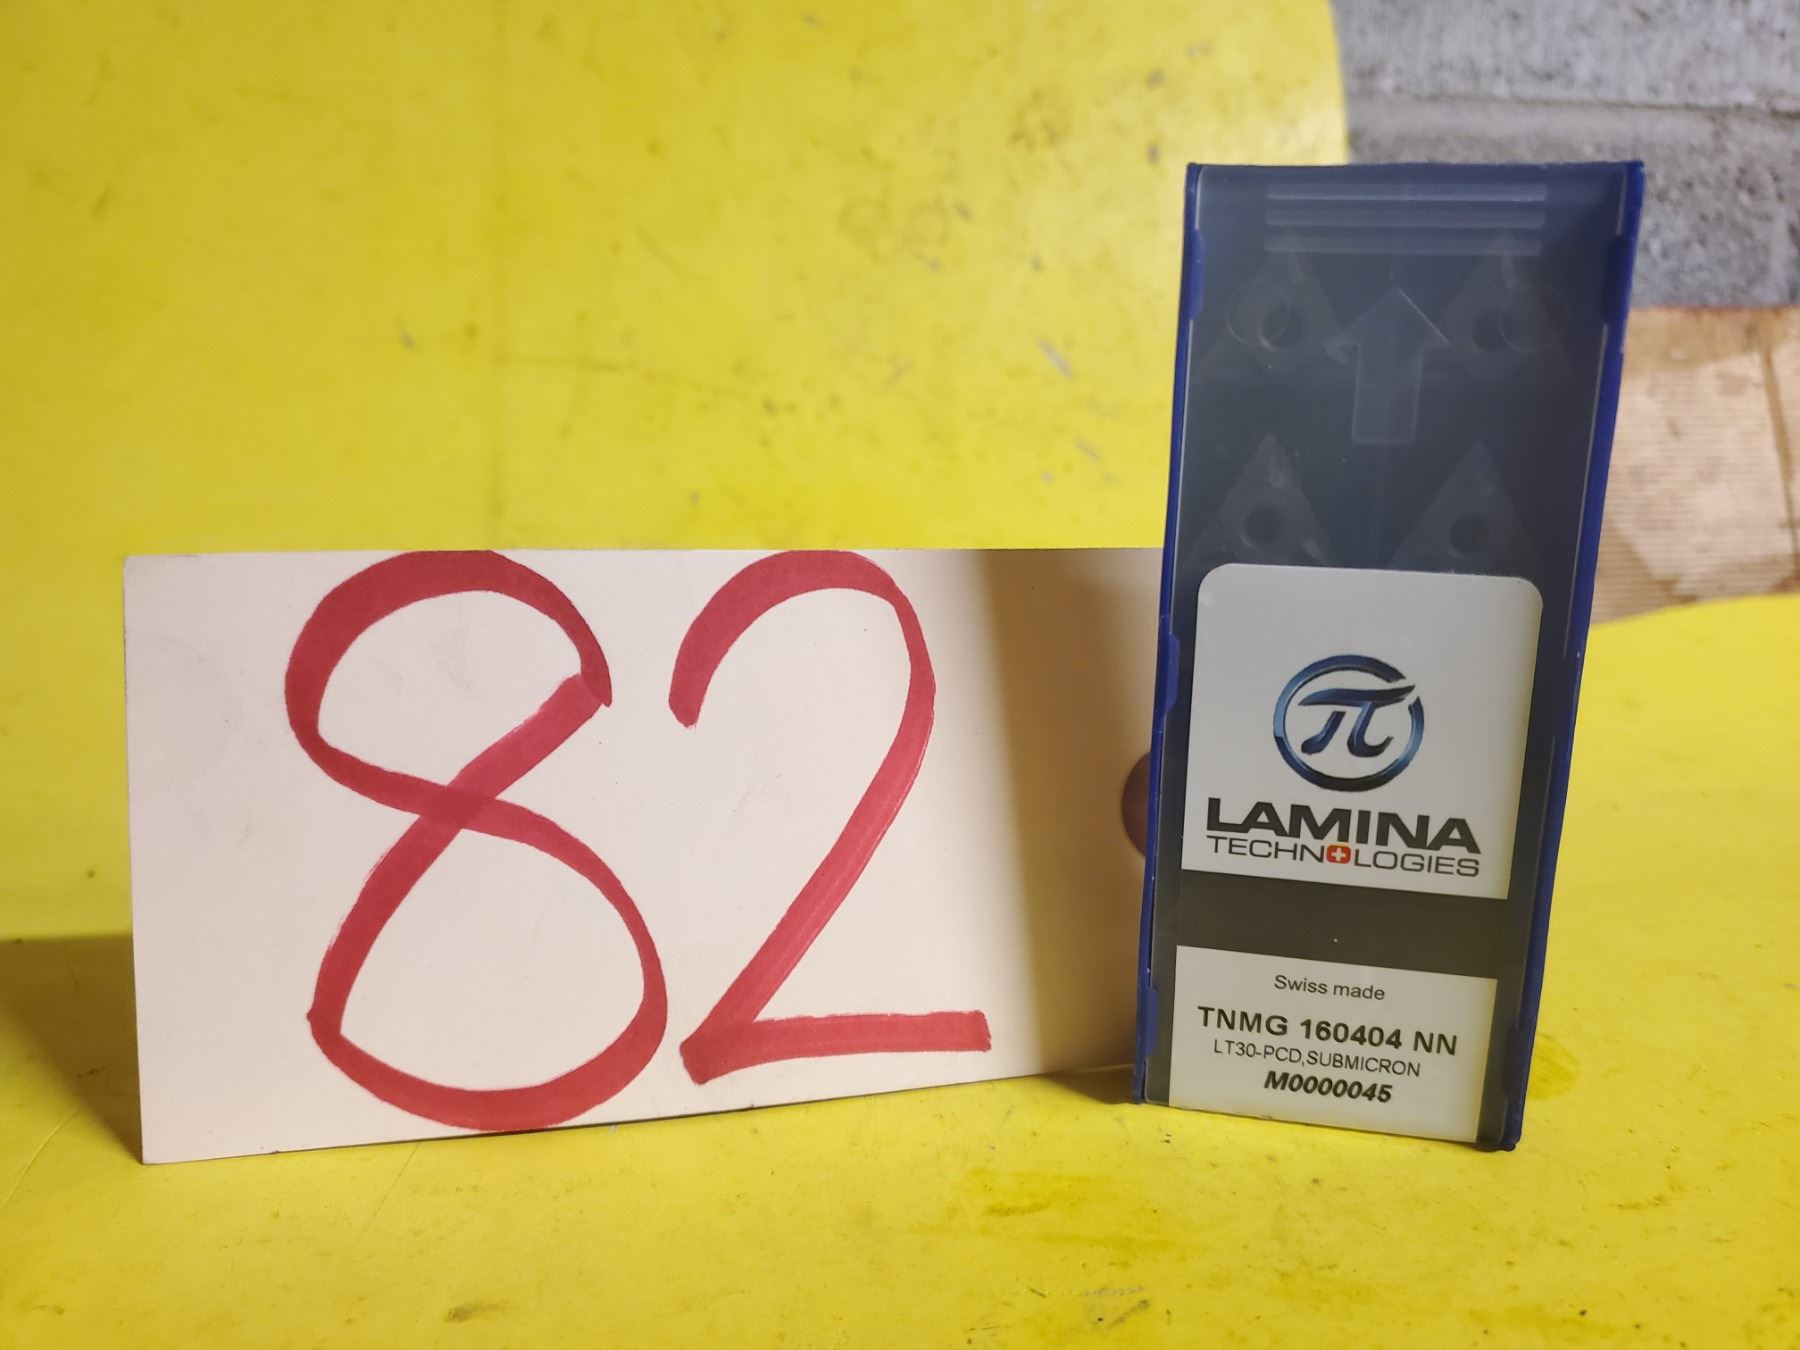 82
π
LAMINA
TECHNOLOGIES
Swiss made
TNMG 160404 NN
LT30-PCD,SUBMICRON
M0000045